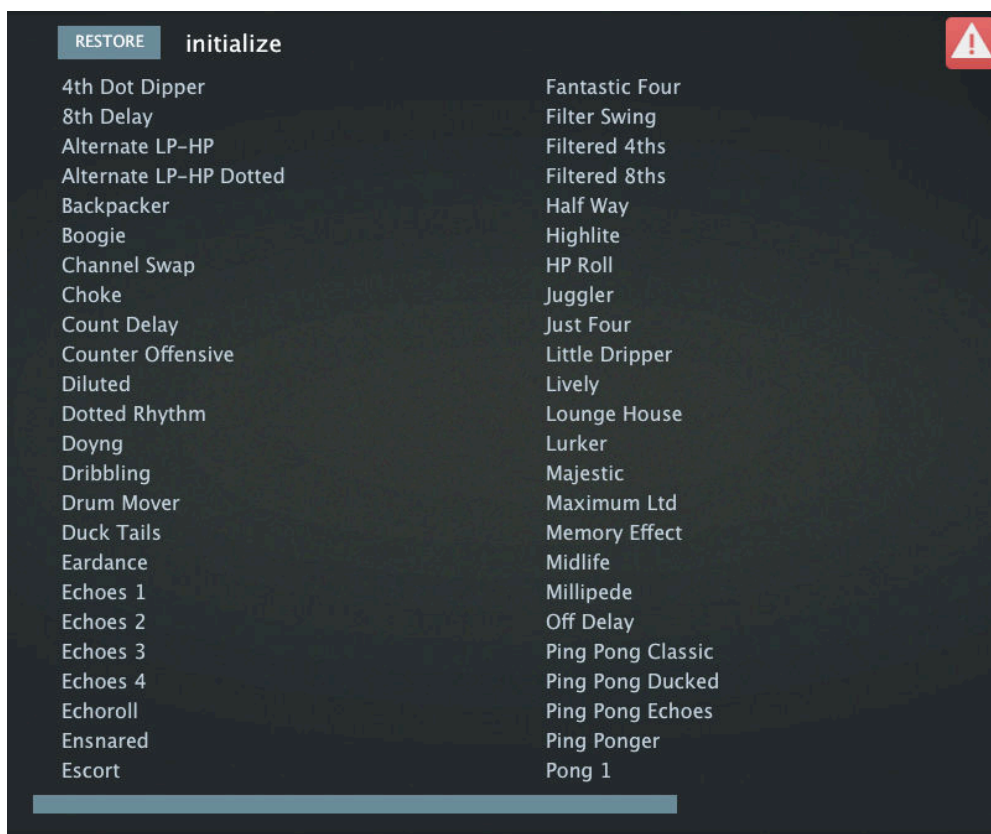 RESTORE initialize
4th Dot Dipper
8th Delay
Alternate LP-HP
Alternate LP-HP Dotted
Backpacker
Boogie
Channel Swap
Choke
Count Delay
Counter Offensive
Diluted
Dotted Rhythm
Doyng
Dribbling
Drum Mover
Duck Tails
Eardance
Echoes 1
Echoes 2
Echoes 3
Echoes 4
Echoroll
Ensnared
Escort
Fantastic Four
Filter Swing
Filtered 4ths
Filtered 8ths
Half Way
Highlite
HP Roll
Juggler
Just Four
Little Dripper
Lively
Lounge House
Lurker
Majestic
Maximum Ltd
Memory Effect
Midlife
Millipede
Off Delay
Ping Pong Classic
Ping Pong Ducked
Ping Pong Echoes
Ping Ponger
Pong 1